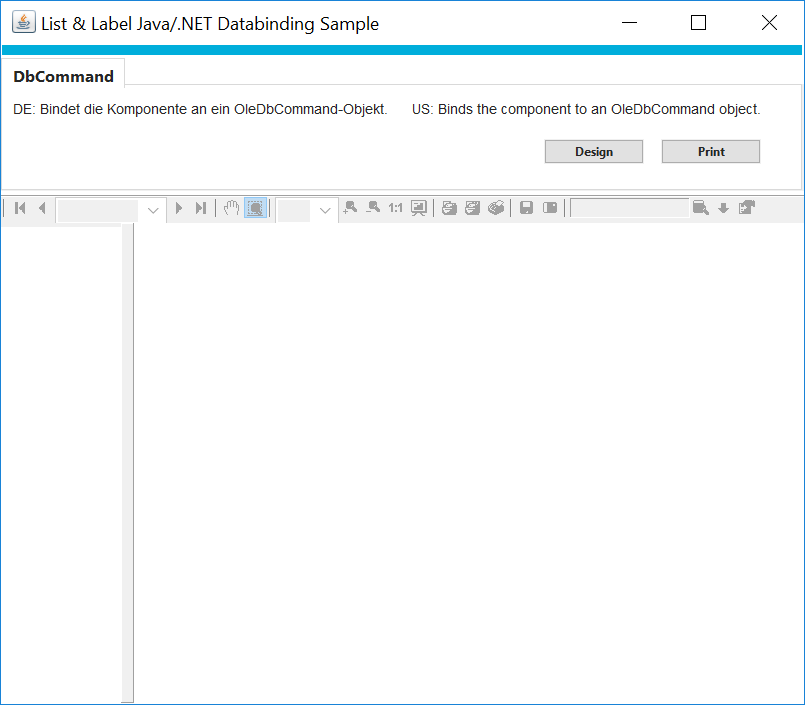 List & Label Java/.NET Databinding Sample
DbCommand
DE: Bindet die Komponente an ein OleDbCommand-Objekt. US: Binds the component to an OleDbCommand object.
Design Print
1:1